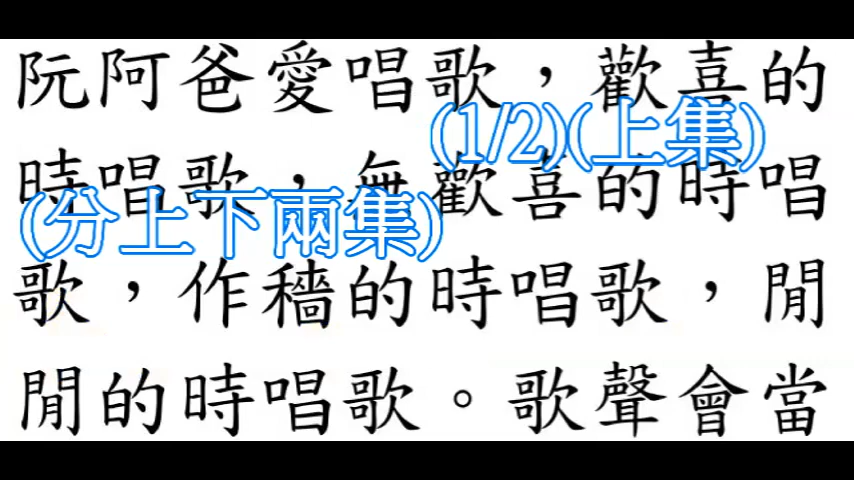 阮阿爸愛唱歌，歡喜的
(1/2)(上集)
時唱歌，無歡喜的時唱
(分上下兩集)
歌，作穡的時唱歌，閒
閒的時唱歌。歌聲會當